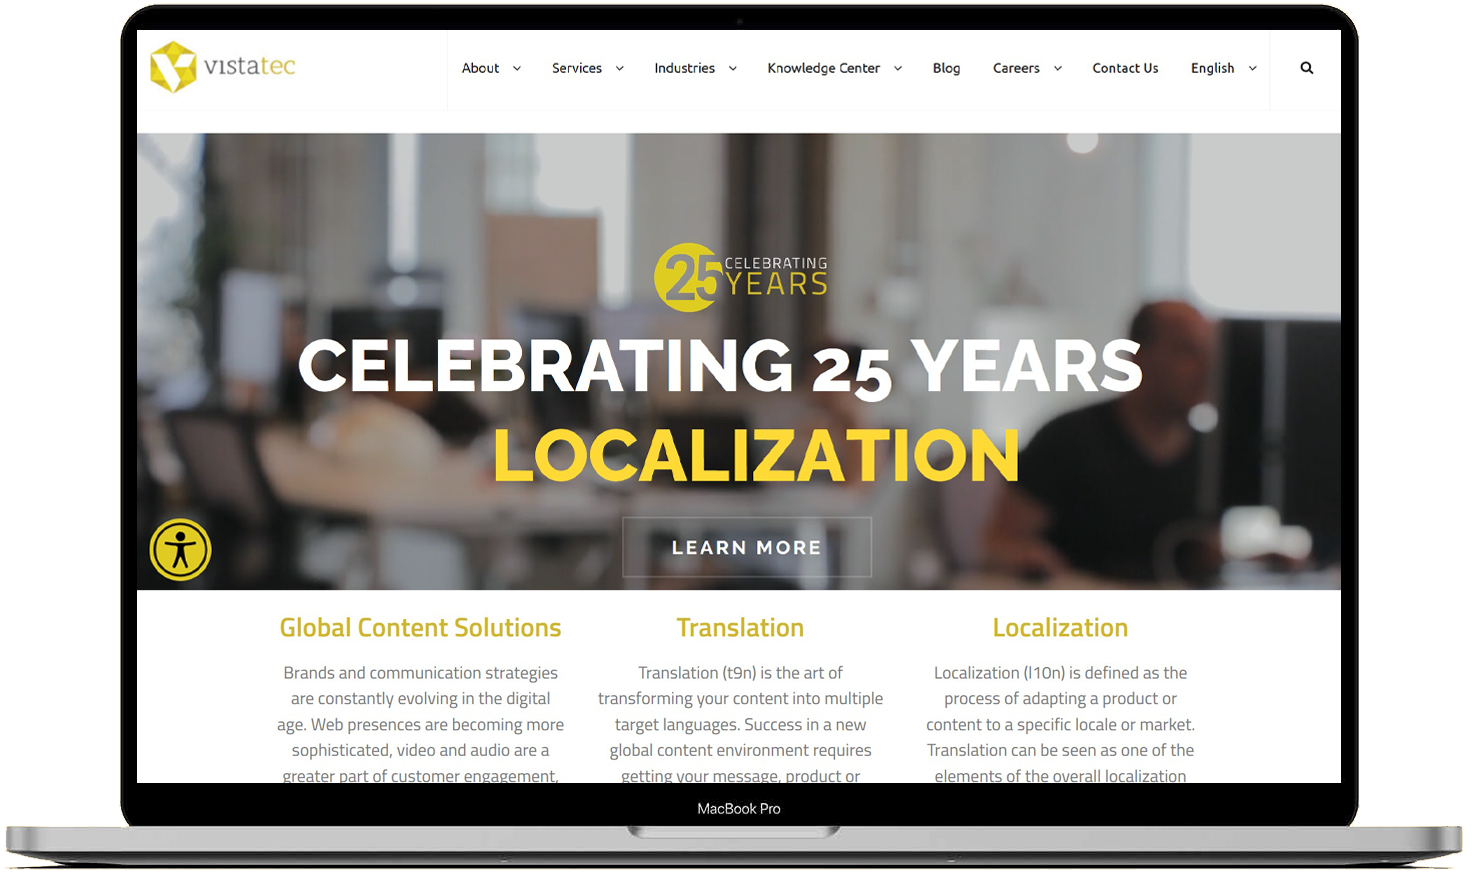 vistatec
About Services Industries Knowledge Center Blog Careers Contact Us English
25 CELEBRATING
YEARS
CELEBRATING 25 YEARS
LOCALIZATION
LEARN MORE
Global Content Solutions
Brands and communication strategies
are constantly evolving in the digital
age. Web presences are becoming more
sophisticated, video and audio are a
greater part of customer engagement,
Translation
Translation (t9n) is the art of
transforming your content into multiple
target languages. Success in a new
global content environment requires
getting your message, product or
Localization
Localization (l10n) is defined as the
process of adapting a product or
content to a specific locale or market.
Translation can be seen as one of the
elements of the overall localization
MacBook Pro